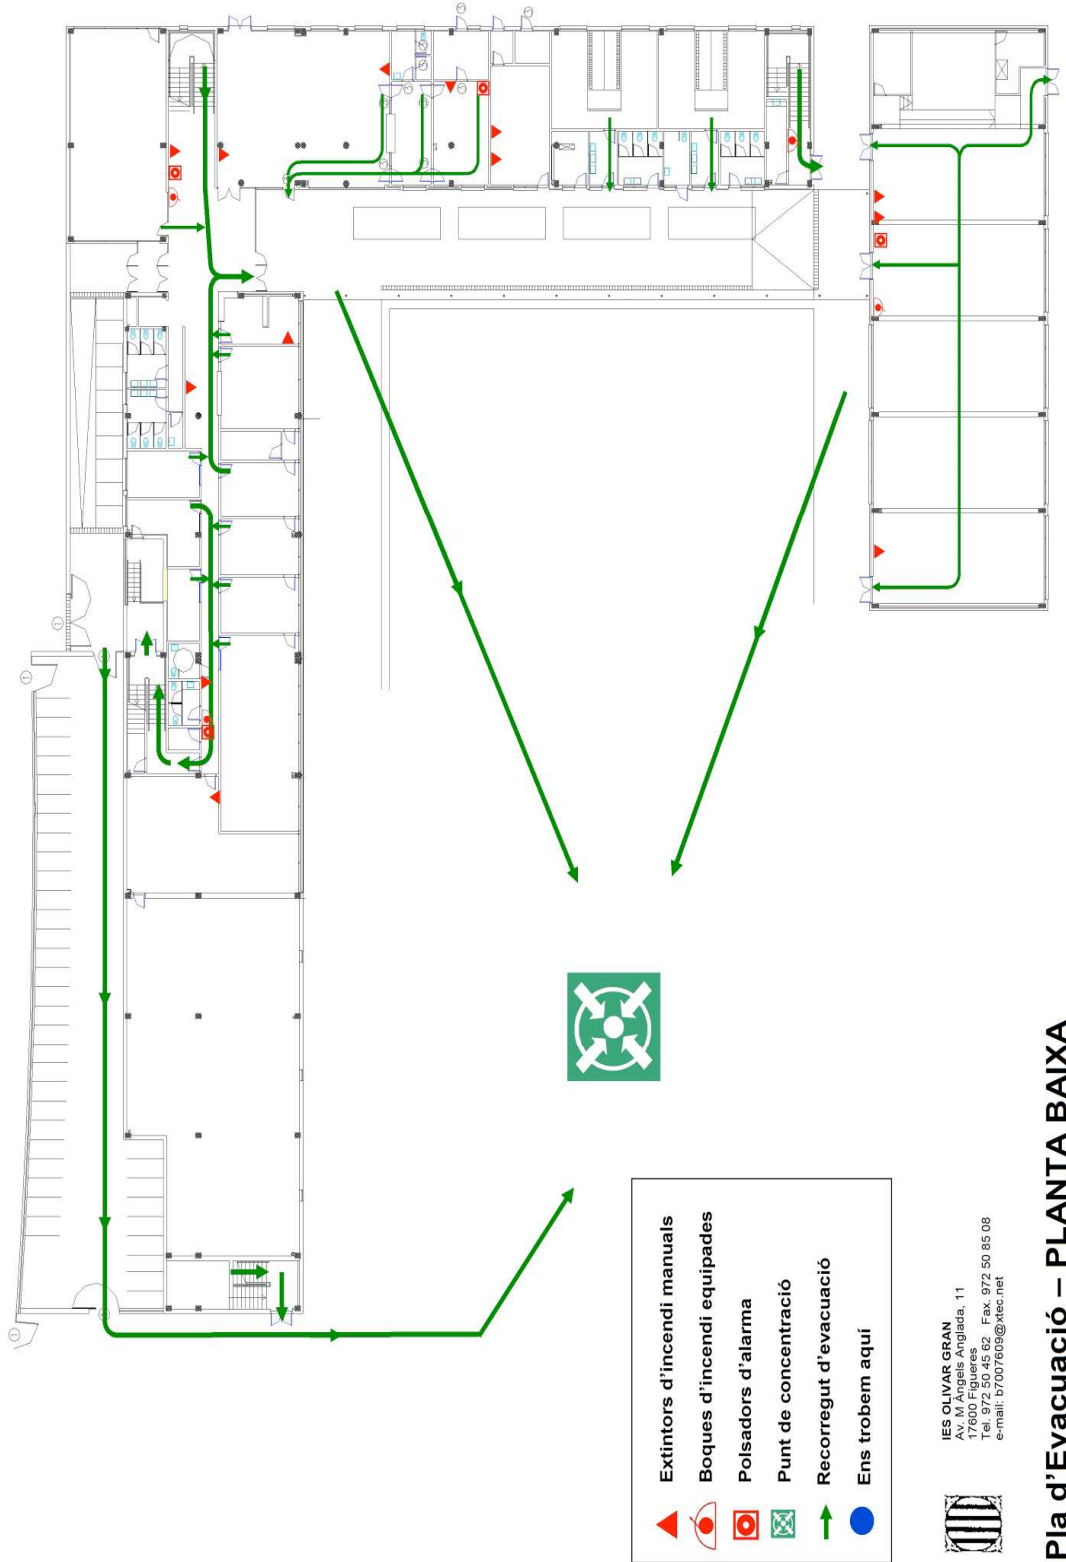 Extintors d'incendi manuals
Boques d'incendi equipades
Polsadors d'alarma
Punt de concentració
Recorregut d'evacuació
Ens trobem aquí
IES OLIVAR GRAN
Av. M Àngels Anglada, 11
17600 Figueres
Tel. 972 50 45 62 Fax. 972 50 85 08
e-mail: b7007609@xtec.net
Pla d'Evacuació – PLANTA BAIXA